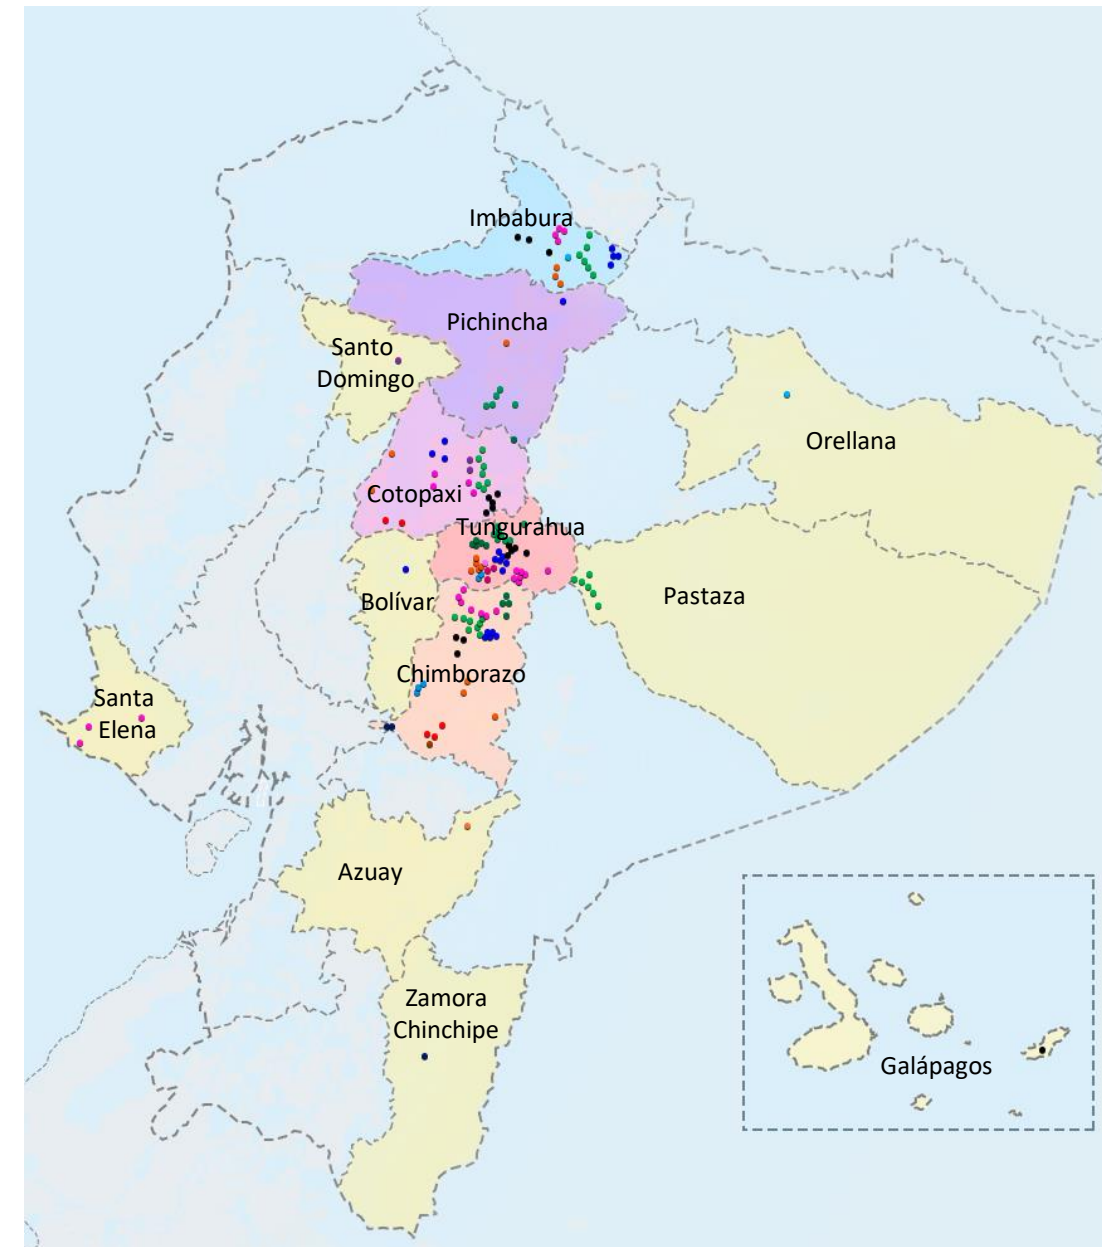 Imbabura
Pichincha
Santo
Domingo
Orellana
Cotopaxi
Tungurahua
Pastaza
Bolívar
Chimborazo
Santa
Elena
Azuay
Zamora
Chinchipe
Galápagos